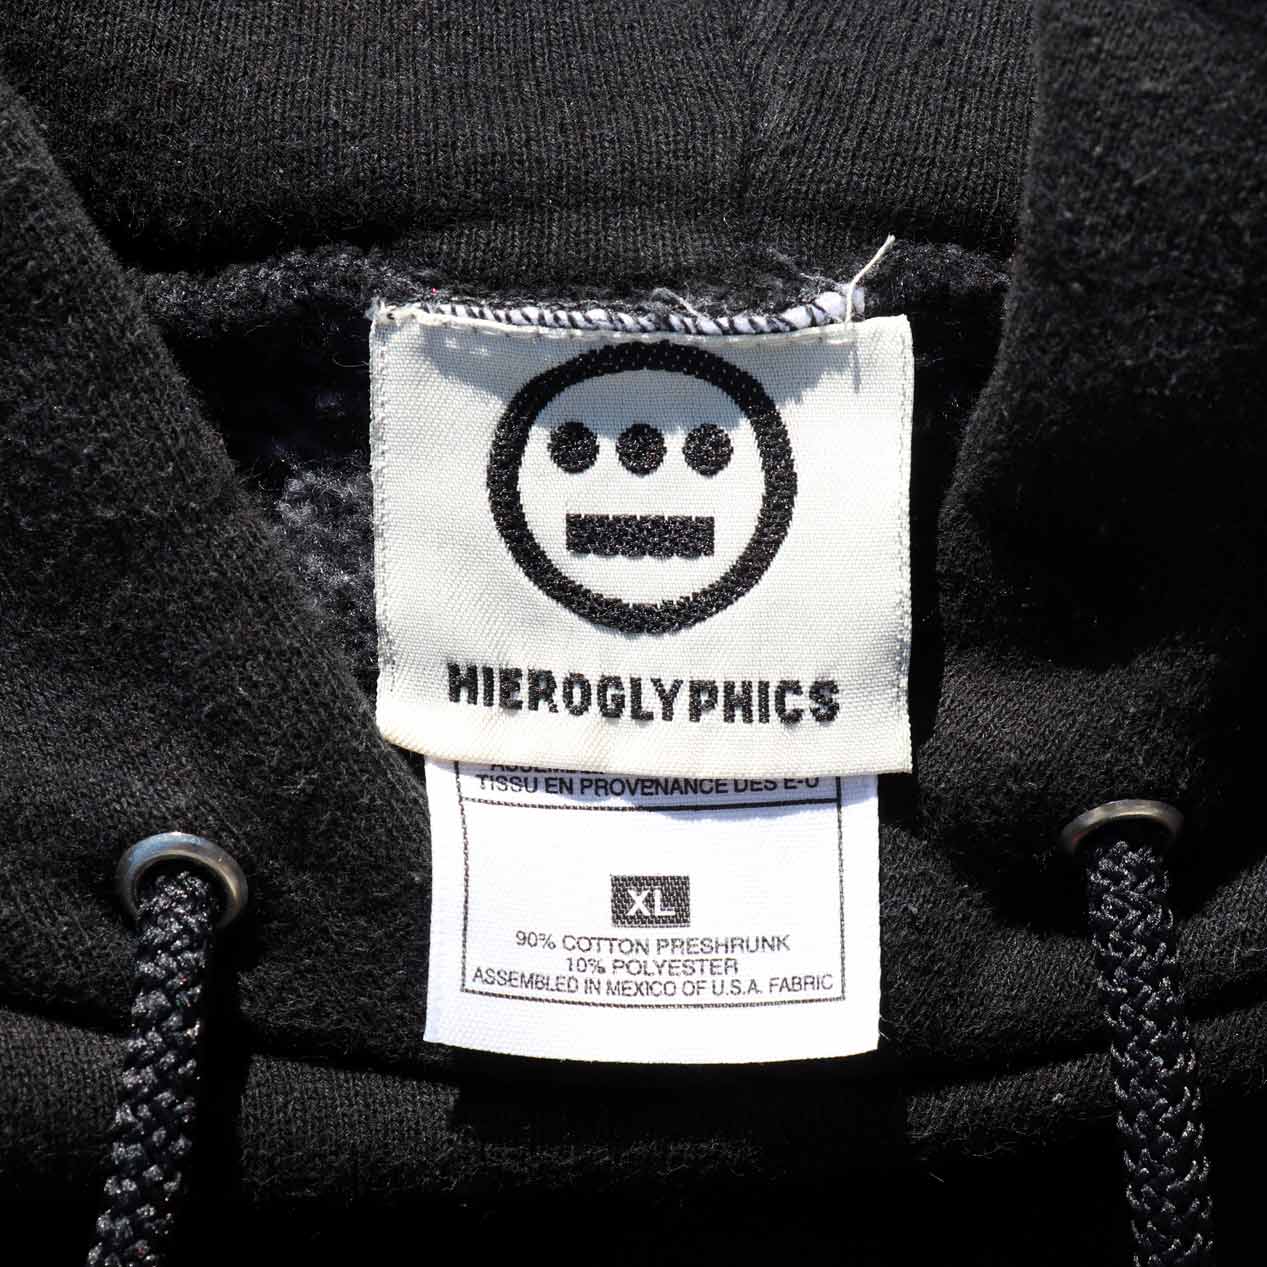 HIEROGLYPHICS
TISSU EN PROVENANCE DES E-U
XL
90% COTTON PRESHRUNK
10% POLYESTER
ASSEMBLED IN MEXICO OF U.S.A. FABRIC